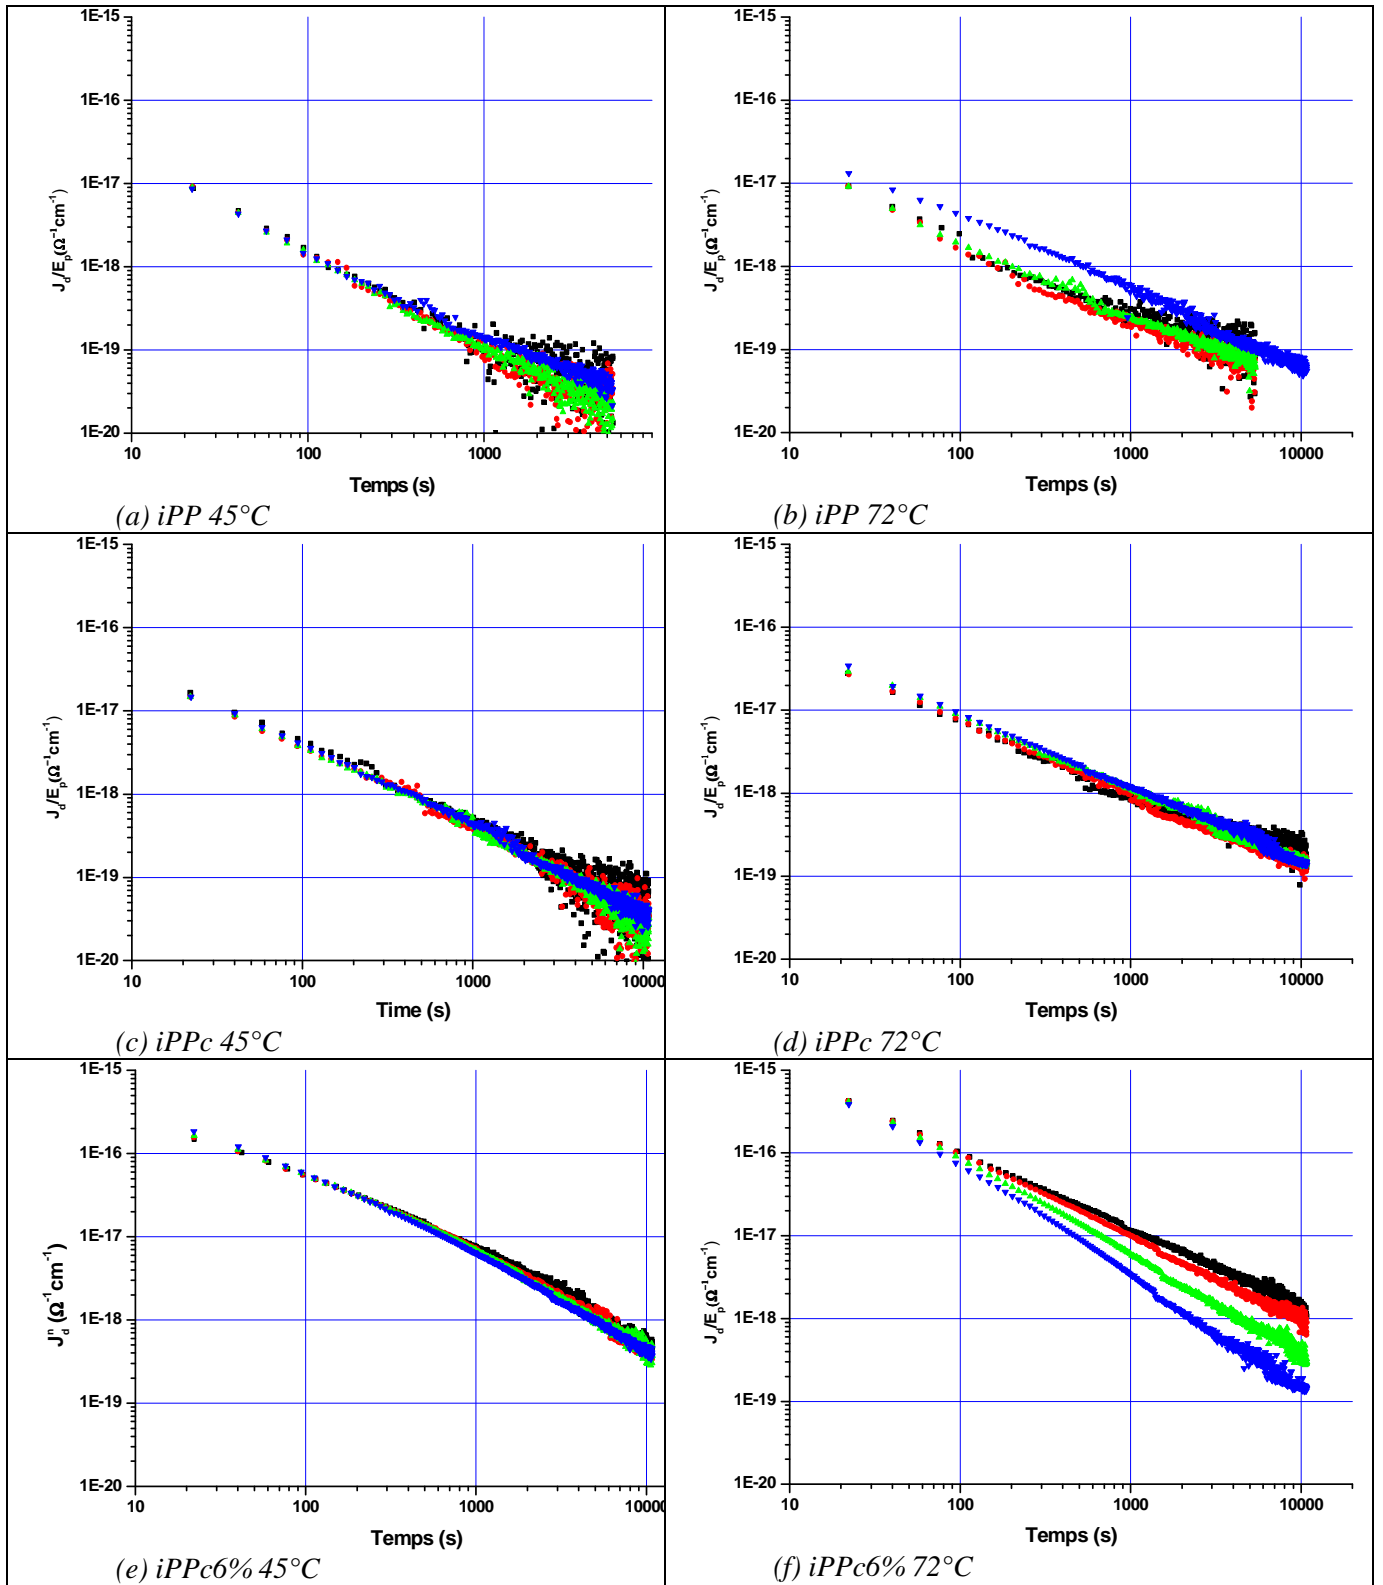 1E-15
1E-16
1E-17
1E-18
1E-19
1E-20
J_d/E_p(Ω⁻¹cm⁻¹)
10 100 1000
Temps (s)
(a) iPP 45°C
1E-15
1E-16
1E-17
1E-18
1E-19
1E-20
J_d/E_p(Ω⁻¹cm⁻¹)
10 100 1000 10000
Temps (s)
(b) iPP 72°C
1E-15
1E-16
1E-17
1E-18
1E-19
1E-20
J_d/E_p(Ω⁻¹cm⁻¹)
10 100 1000 10000
Time (s)
(c) iPPc 45°C
1E-15
1E-16
1E-17
1E-18
1E-19
1E-20
J_d/E_p(Ω⁻¹cm⁻¹)
10 100 1000 10000
Temps (s)
(d) iPPc 72°C
1E-15
1E-16
1E-17
1E-18
1E-19
1E-20
J_dⁿ (Ω⁻¹cm⁻¹)
10 100 1000 10000
Temps (s)
(e) iPPc6% 45°C
1E-15
1E-16
1E-17
1E-18
1E-19
1E-20
J_d/E_p(Ω⁻¹cm⁻¹)
10 100 1000 10000
Temps (s)
(f) iPPc6% 72°C